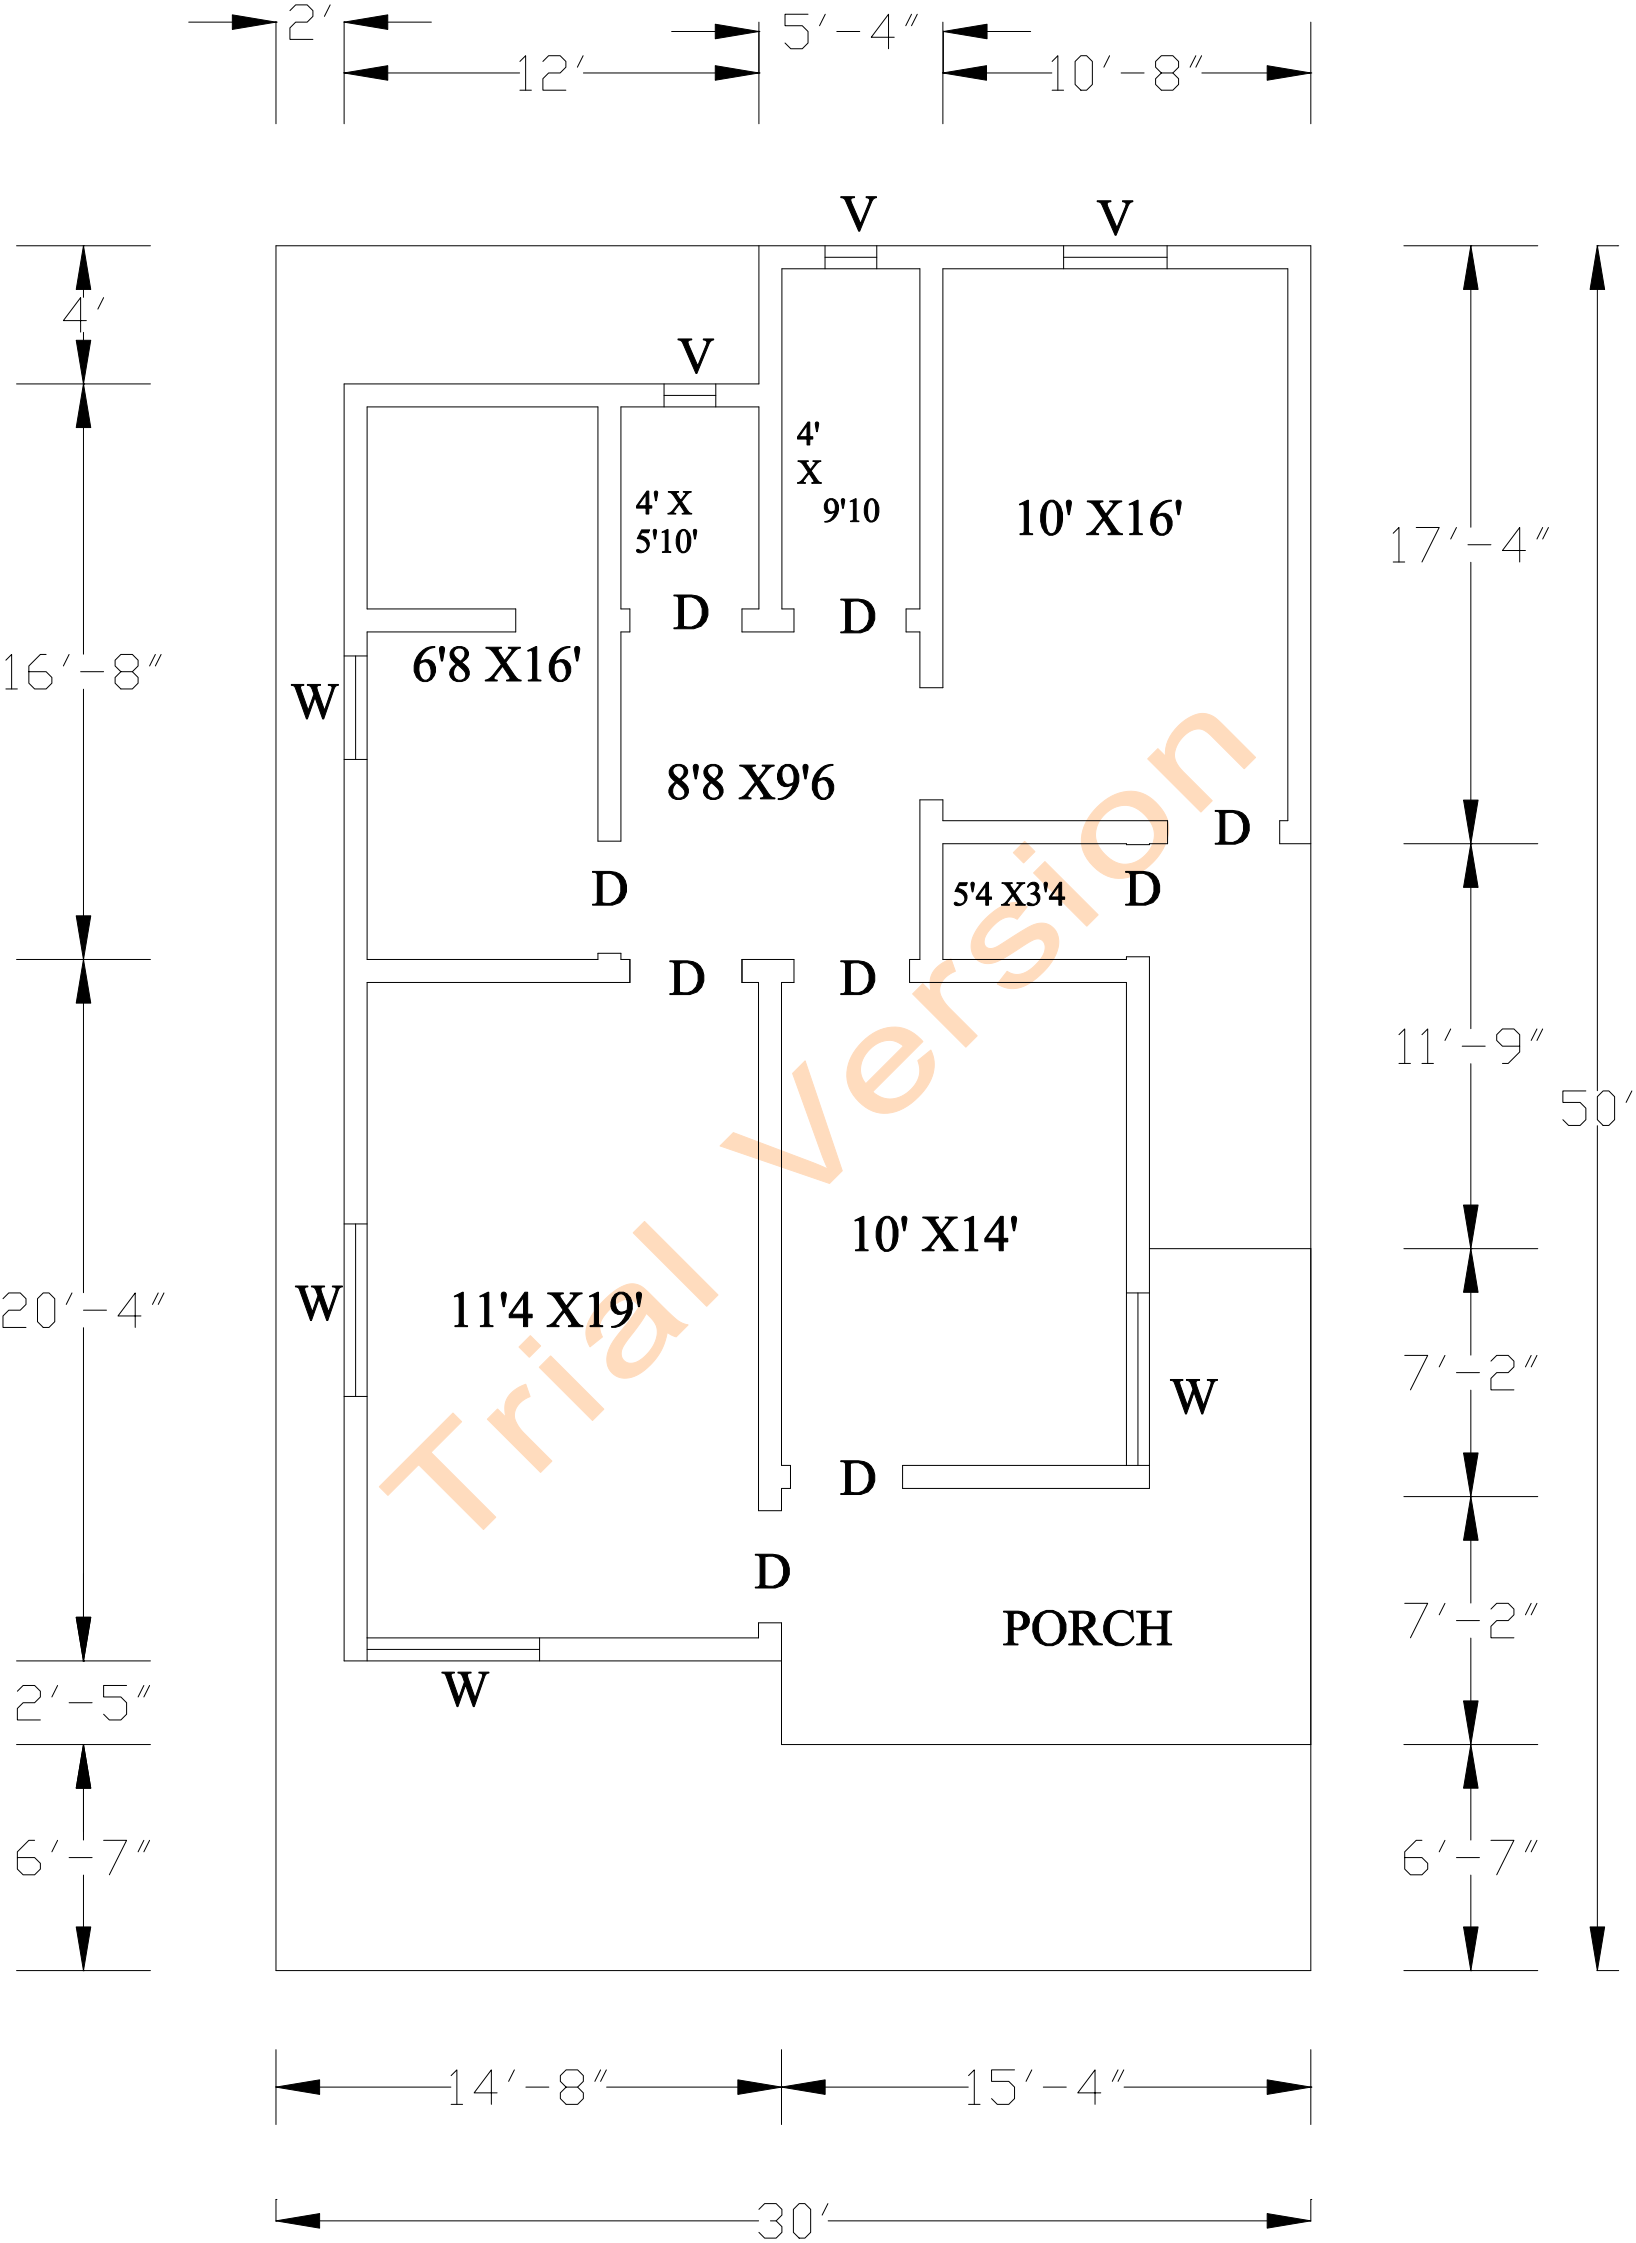 2'
5'-4"
12'
10'-8"
V
V
4'
V
4'
X
9'10
4' X
5'10'
10' X16'
17'-4"
D
D
16'-8"
6'8 X16'
W
8'8 X9'6
D
5'4 X3'4
D
D
D
D
11'-9"
50'
10' X14'
20'-4"
W
11'4 X19'
7'-2"
W
D
D
PORCH
7'-2"
W
2'-5"
6'-7"
6'-7"
14'-8"
15'-4"
30'
Trial Version